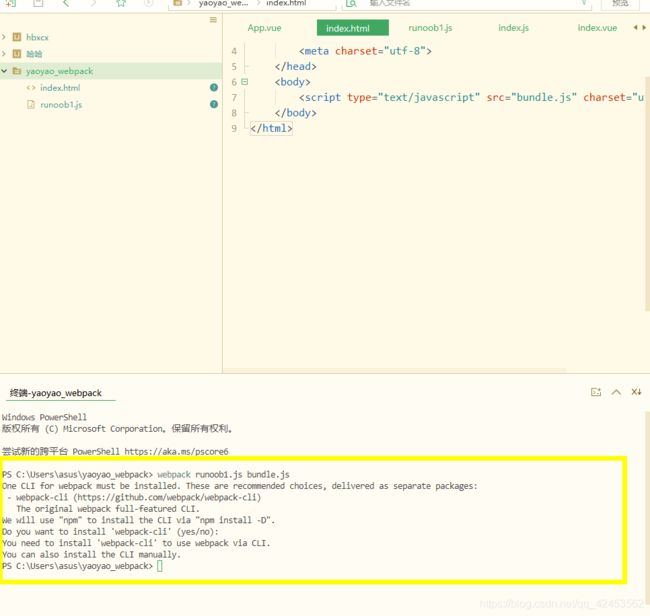 yaoyao_we... > index.html 输入文件名 预览
App.vue index.html runoob1.js index.js index.vue
hbxcx
哈哈
yaoyao_webpack
index.html
runoob1.js
4 <meta charset="utf-8">
5 </head>
6 <body>
7 <script type="text/javascript" src="bundle.js" charset="u
8 </body>
9 </html>
终端-yaoyao_webpack
Windows PowerShell
版权所有 (C) Microsoft Corporation。保留所有权利。
尝试新的跨平台 PowerShell https://aka.ms/pscore6
PS C:\Users\asus\yaoyao_webpack> webpack runoob1.js bundle.js
One CLI for webpack must be installed. These are recommended choices, delivered as separate packages:
- webpack-cli (https://github.com/webpack/webpack-cli)
The original webpack full-featured CLI.
We will use "npm" to install the CLI via "npm install -D".
Do you want to install 'webpack-cli' (yes/no):
You need to install 'webpack-cli' to use webpack via CLI.
You can also install the CLI manually.
PS C:\Users\asus\yaoyao_webpack>
https://blog.csdn.net/qq_42453552